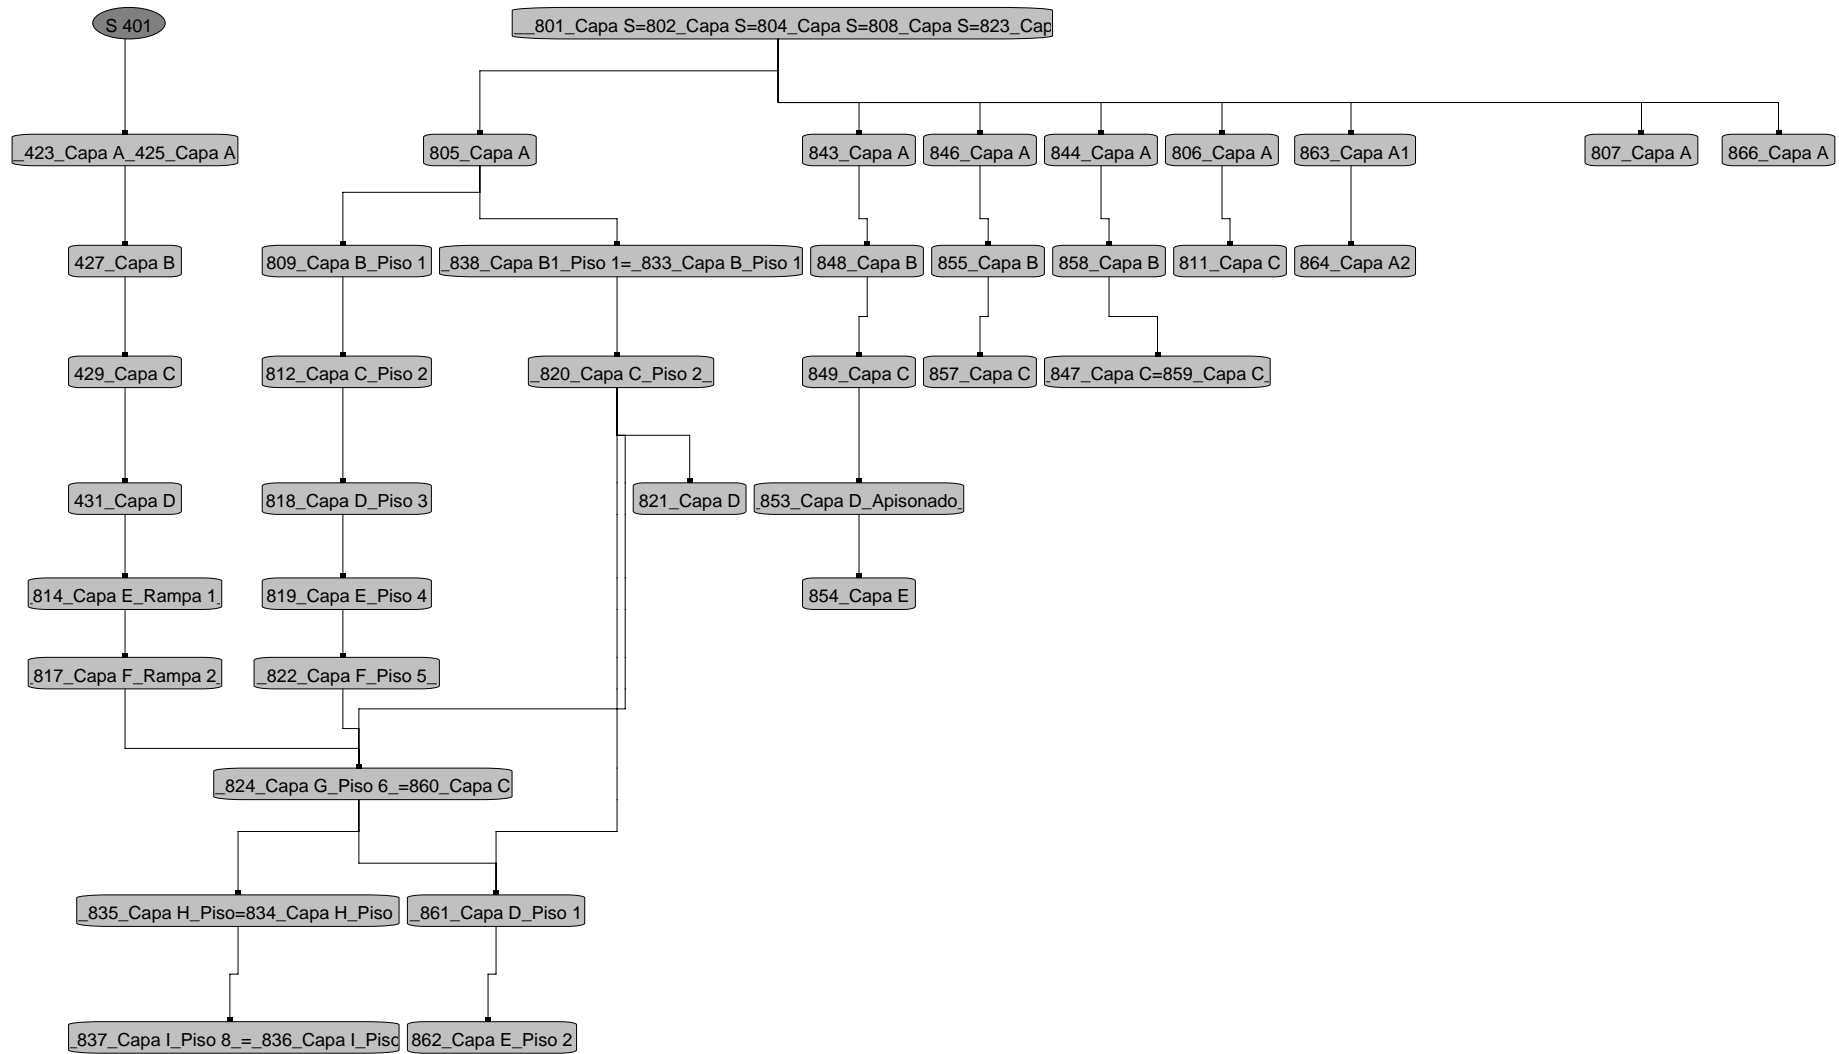 S 401
__801_Capa S=802_Capa S=804_Capa S=808_Capa S=823_Cap
_423_Capa A_425_Capa A
805_Capa A
843_Capa A
846_Capa A
844_Capa A
806_Capa A
863_Capa A1
807_Capa A
866_Capa A
427_Capa B
809_Capa B_Piso 1
_838_Capa B1_Piso 1=_833_Capa B_Piso 1
848_Capa B
855_Capa B
858_Capa B
811_Capa C
864_Capa A2
429_Capa C
812_Capa C_Piso 2
_820_Capa C_Piso 2_
849_Capa C
857_Capa C
_847_Capa C=859_Capa C_
431_Capa D
818_Capa D_Piso 3
821_Capa D
_853_Capa D_Apisonado_
_814_Capa E_Rampa 1_
819_Capa E_Piso 4
854_Capa E
_817_Capa F_Rampa 2_
_822_Capa F_Piso 5_
_824_Capa G_Piso 6_=860_Capa C
_835_Capa H_Piso=834_Capa H_Piso
_861_Capa D_Piso 1
_837_Capa I_Piso 8_=_836_Capa I_Piso
862_Capa E_Piso 2